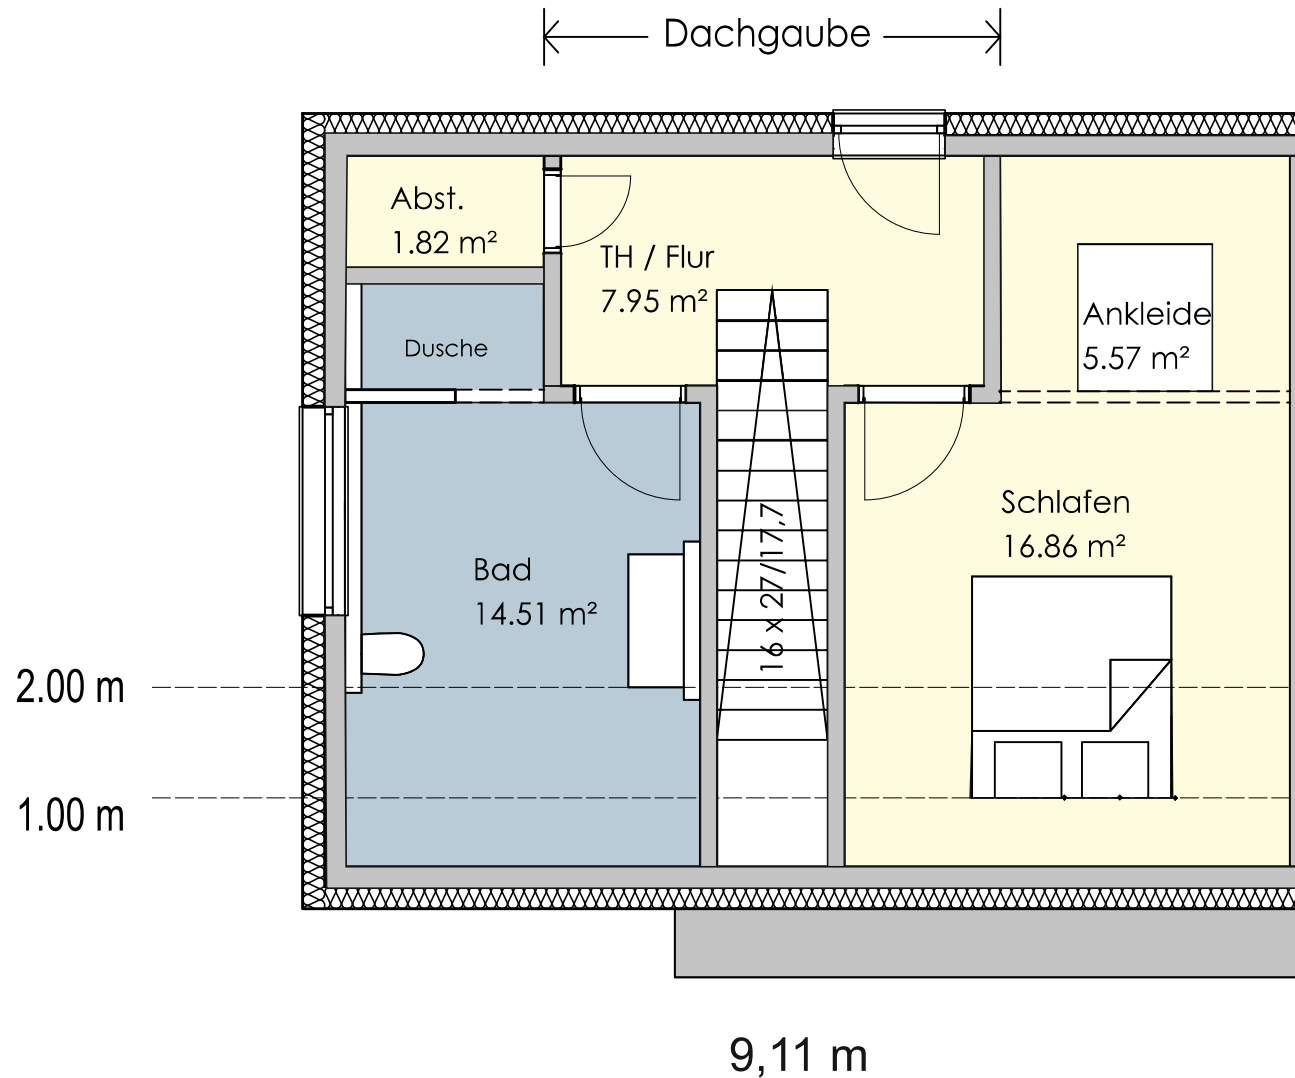 Dachgaube
Abst.
1.82 m²
TH / Flur
7.95 m²
Ankleide
5.57 m²
Dusche
Schlafen
16.86 m²
Bad
14.51 m²
16 x 27/17,7
2.00 m
1.00 m
9,11 m